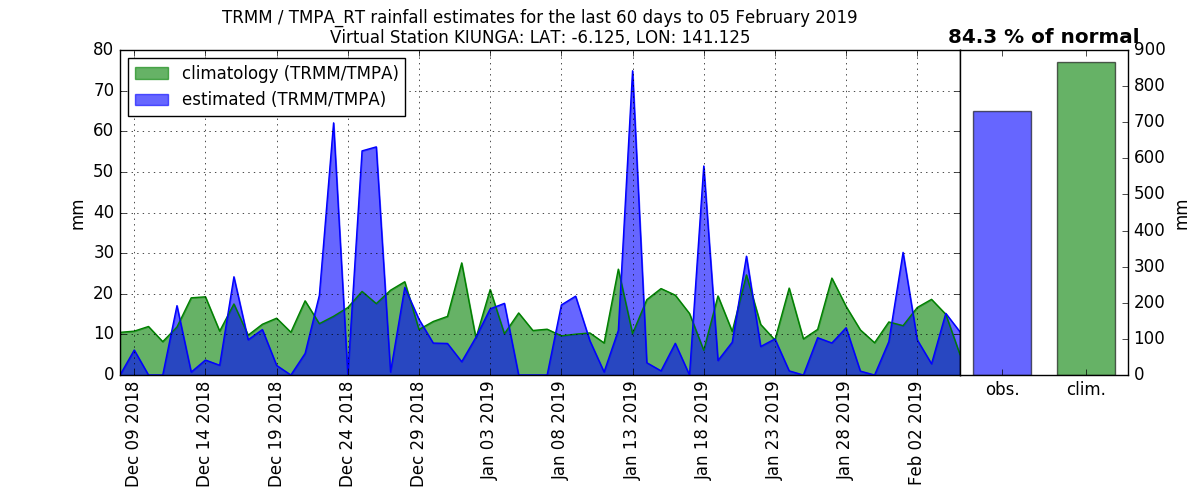 TRMM / TMPA_RT rainfall estimates for the last 60 days to 05 February 2019
Virtual Station KIUNGA: LAT: -6.125, LON: 141.125
84.3 % of normal
climatology (TRMM/TMPA)
estimated (TRMM/TMPA)
80
70
60
50
40
30
20
10
0
mm
Dec 09 2018
Dec 14 2018
Dec 19 2018
Dec 24 2018
Dec 29 2018
Jan 03 2019
Jan 08 2019
Jan 13 2019
Jan 18 2019
Jan 23 2019
Jan 28 2019
Feb 02 2019
obs.
clim.
900
800
700
600
500
400
300
200
100
0
mm